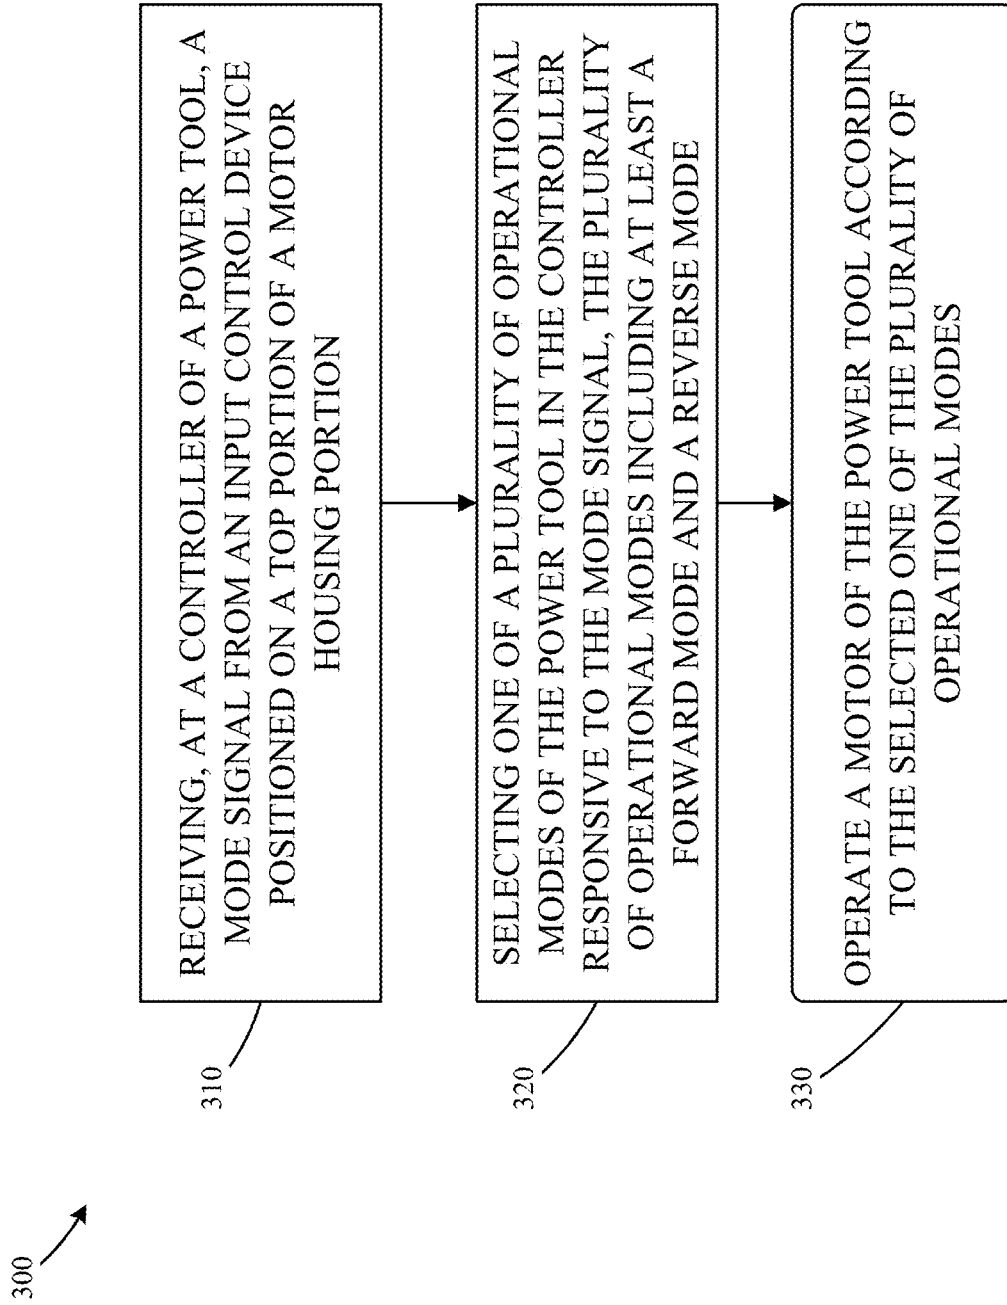 300
310
RECEIVING, AT A CONTROLLER OF A POWER TOOL, A
MODE SIGNAL FROM AN INPUT CONTROL DEVICE
POSITIONED ON A TOP PORTION OF A MOTOR
HOUSING PORTION
320
SELECTING ONE OF A PLURALITY OF OPERATIONAL
MODES OF THE POWER TOOL IN THE CONTROLLER
RESPONSIVE TO THE MODE SIGNAL, THE PLURALITY
OF OPERATIONAL MODES INCLUDING AT LEAST A
FORWARD MODE AND A REVERSE MODE
330
OPERATE A MOTOR OF THE POWER TOOL ACCORDING
TO THE SELECTED ONE OF THE PLURALITY OF
OPERATIONAL MODES